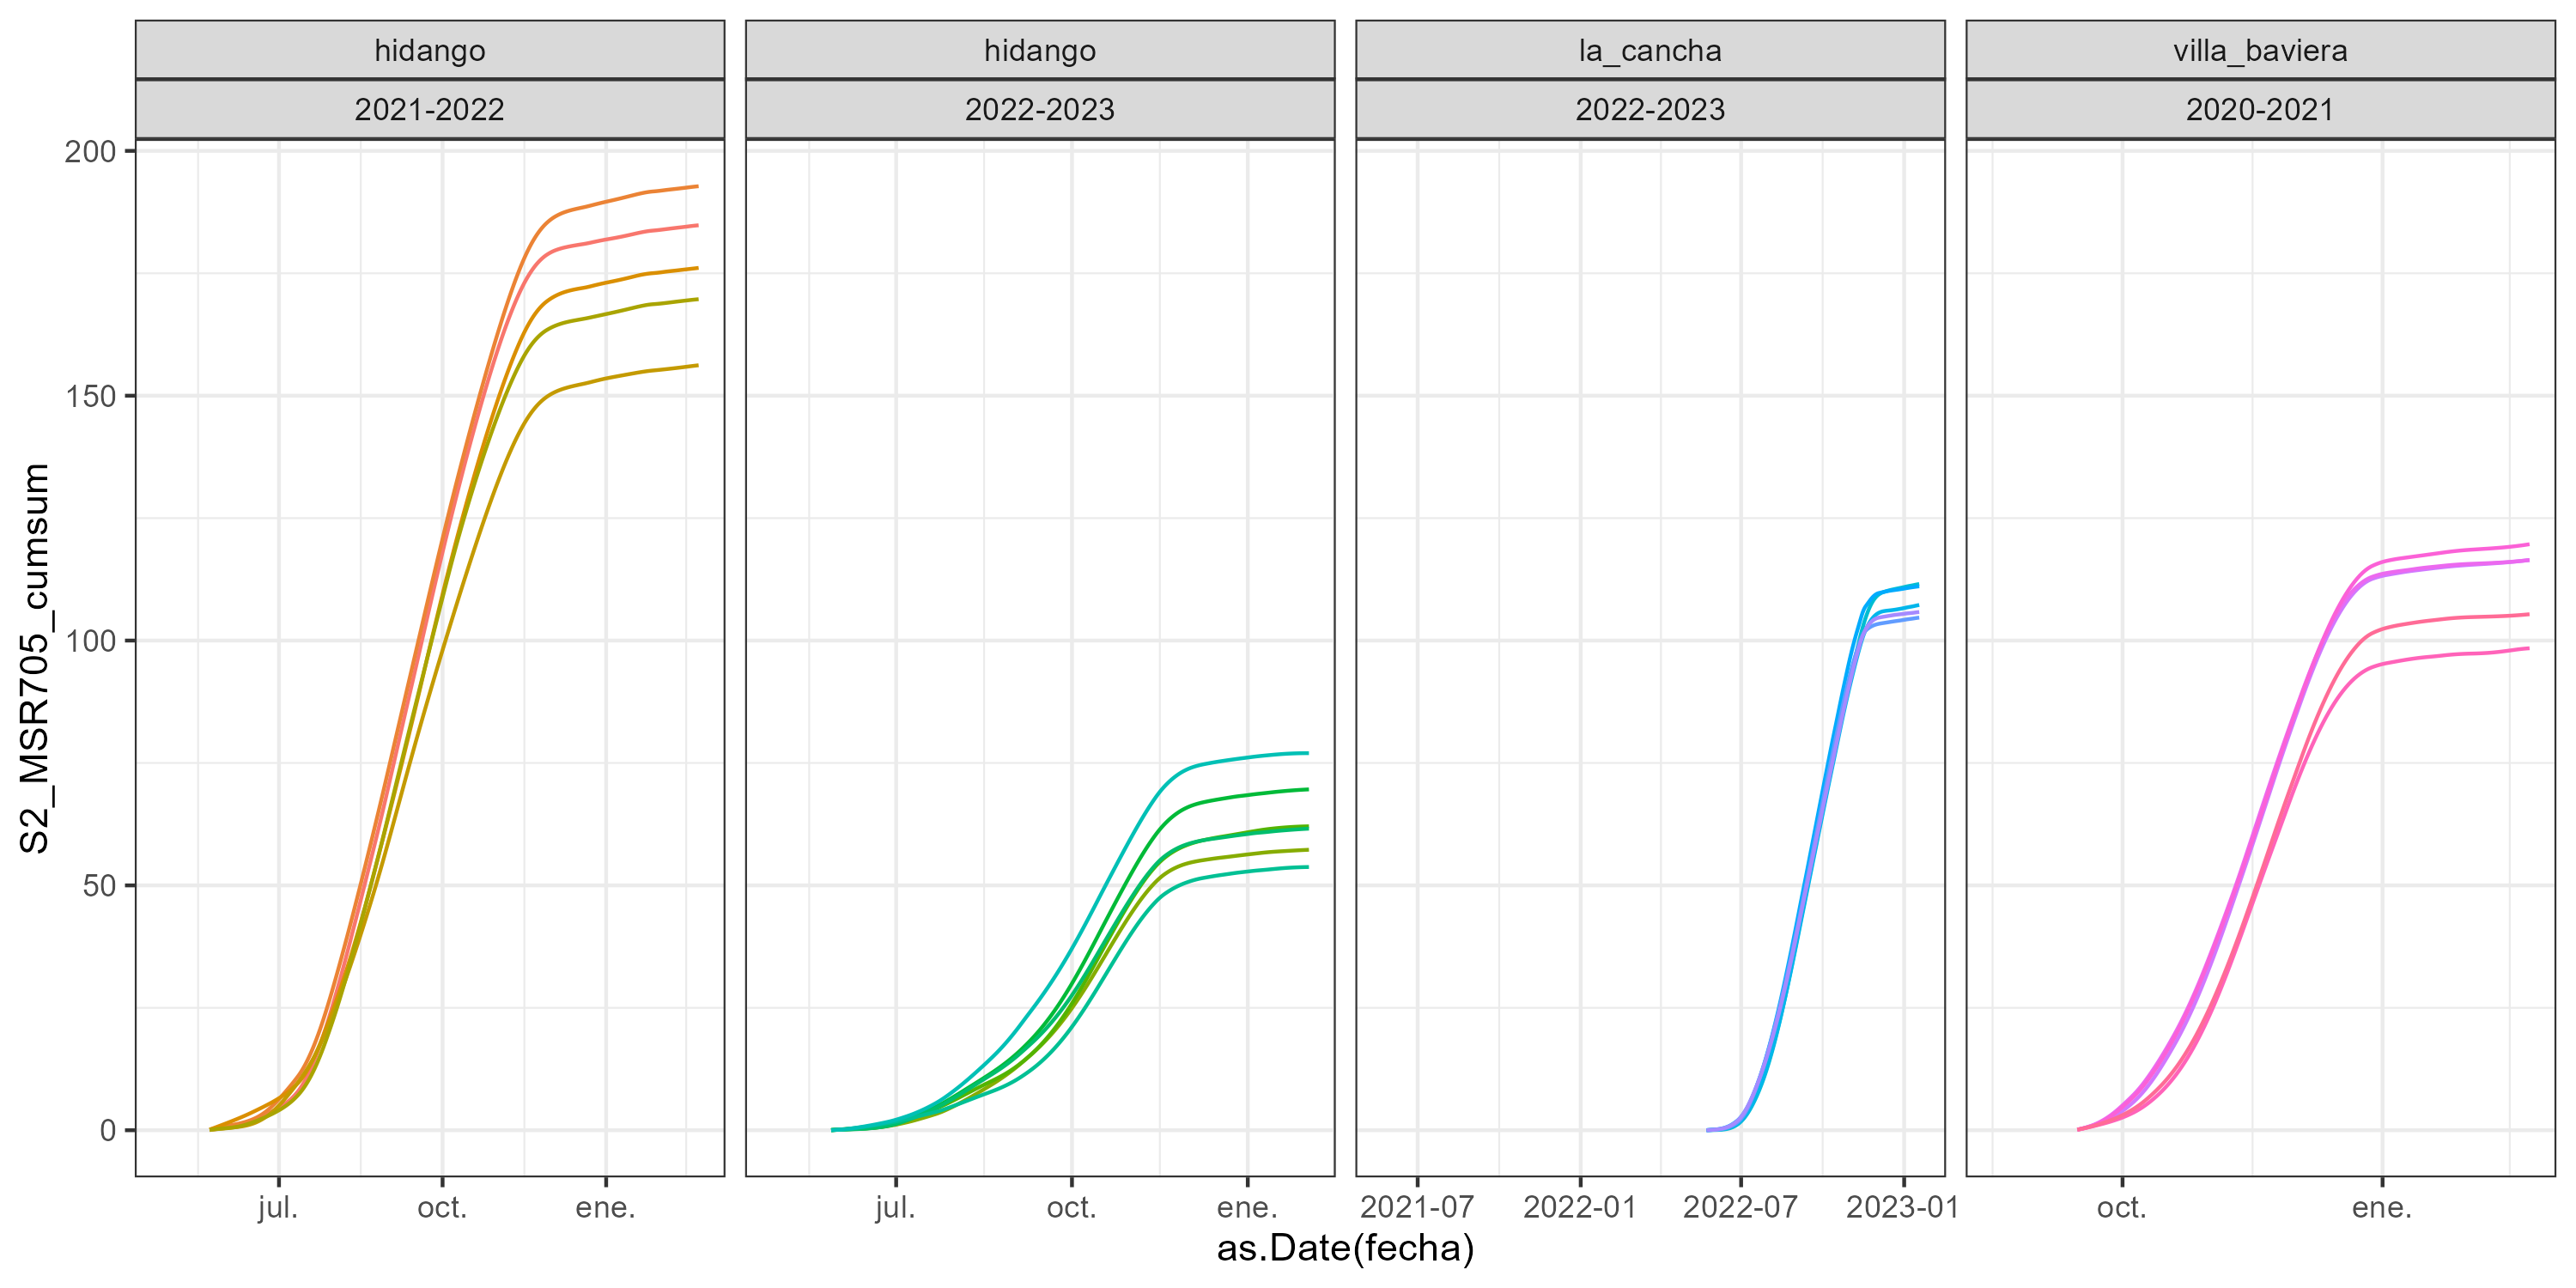 hidango hidango la_cancha villa_baviera
2021-2022 2022-2023 2022-2023 2020-2021
200
150
100
50
0
S2_MSR705_cumsum
jul. oct. ene. jul. oct. ene. 2021-07 2022-01 2022-07 2023-01 oct. ene.
as.Date(fecha)